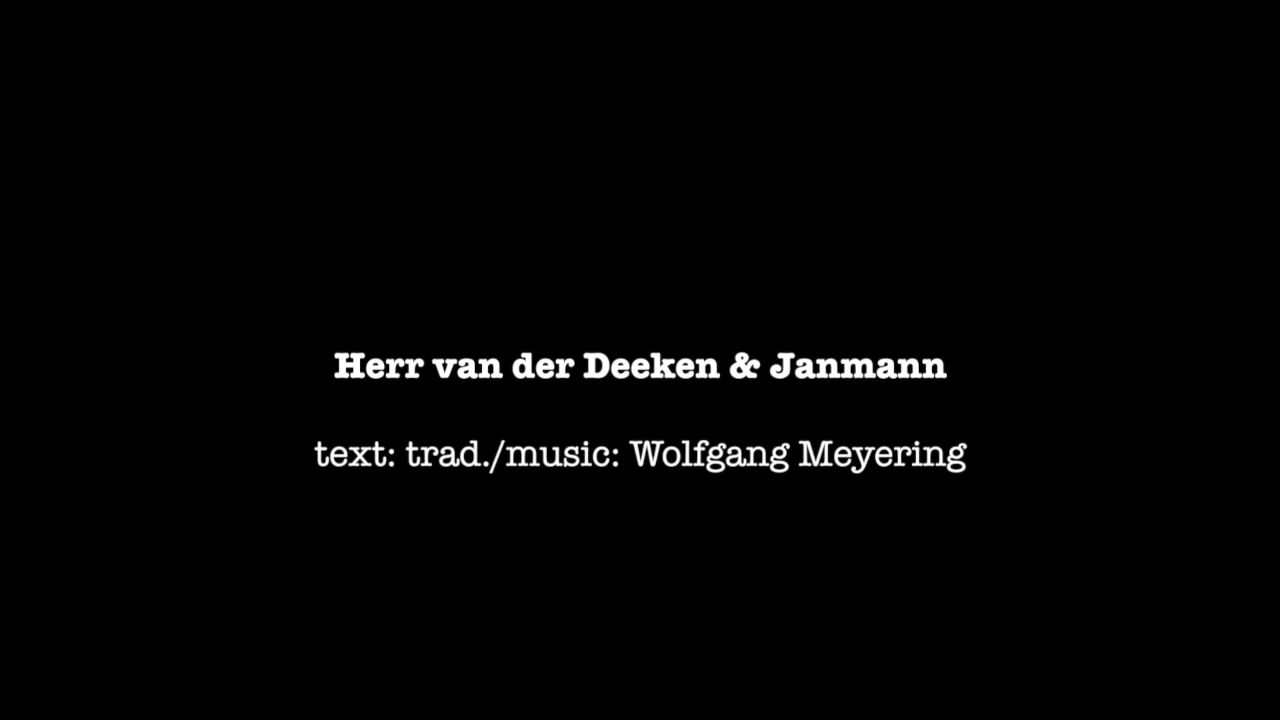 Herr van der Deeken & Janmann
text: trad./music: Wolfgang Meyering